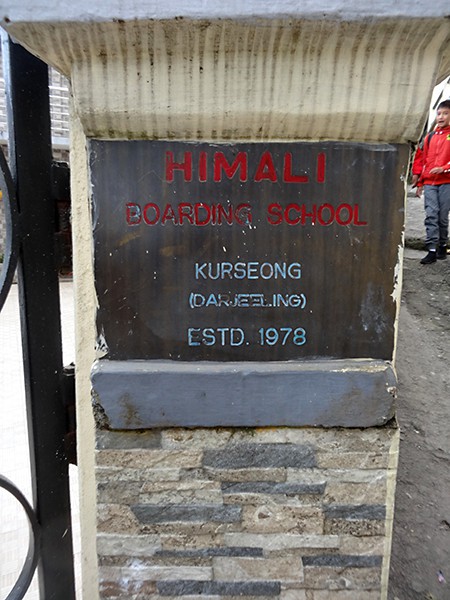 HIMALI
BOARDING SCHOOL
KURSEONG
(DARJEELING)
ESTD. 1978